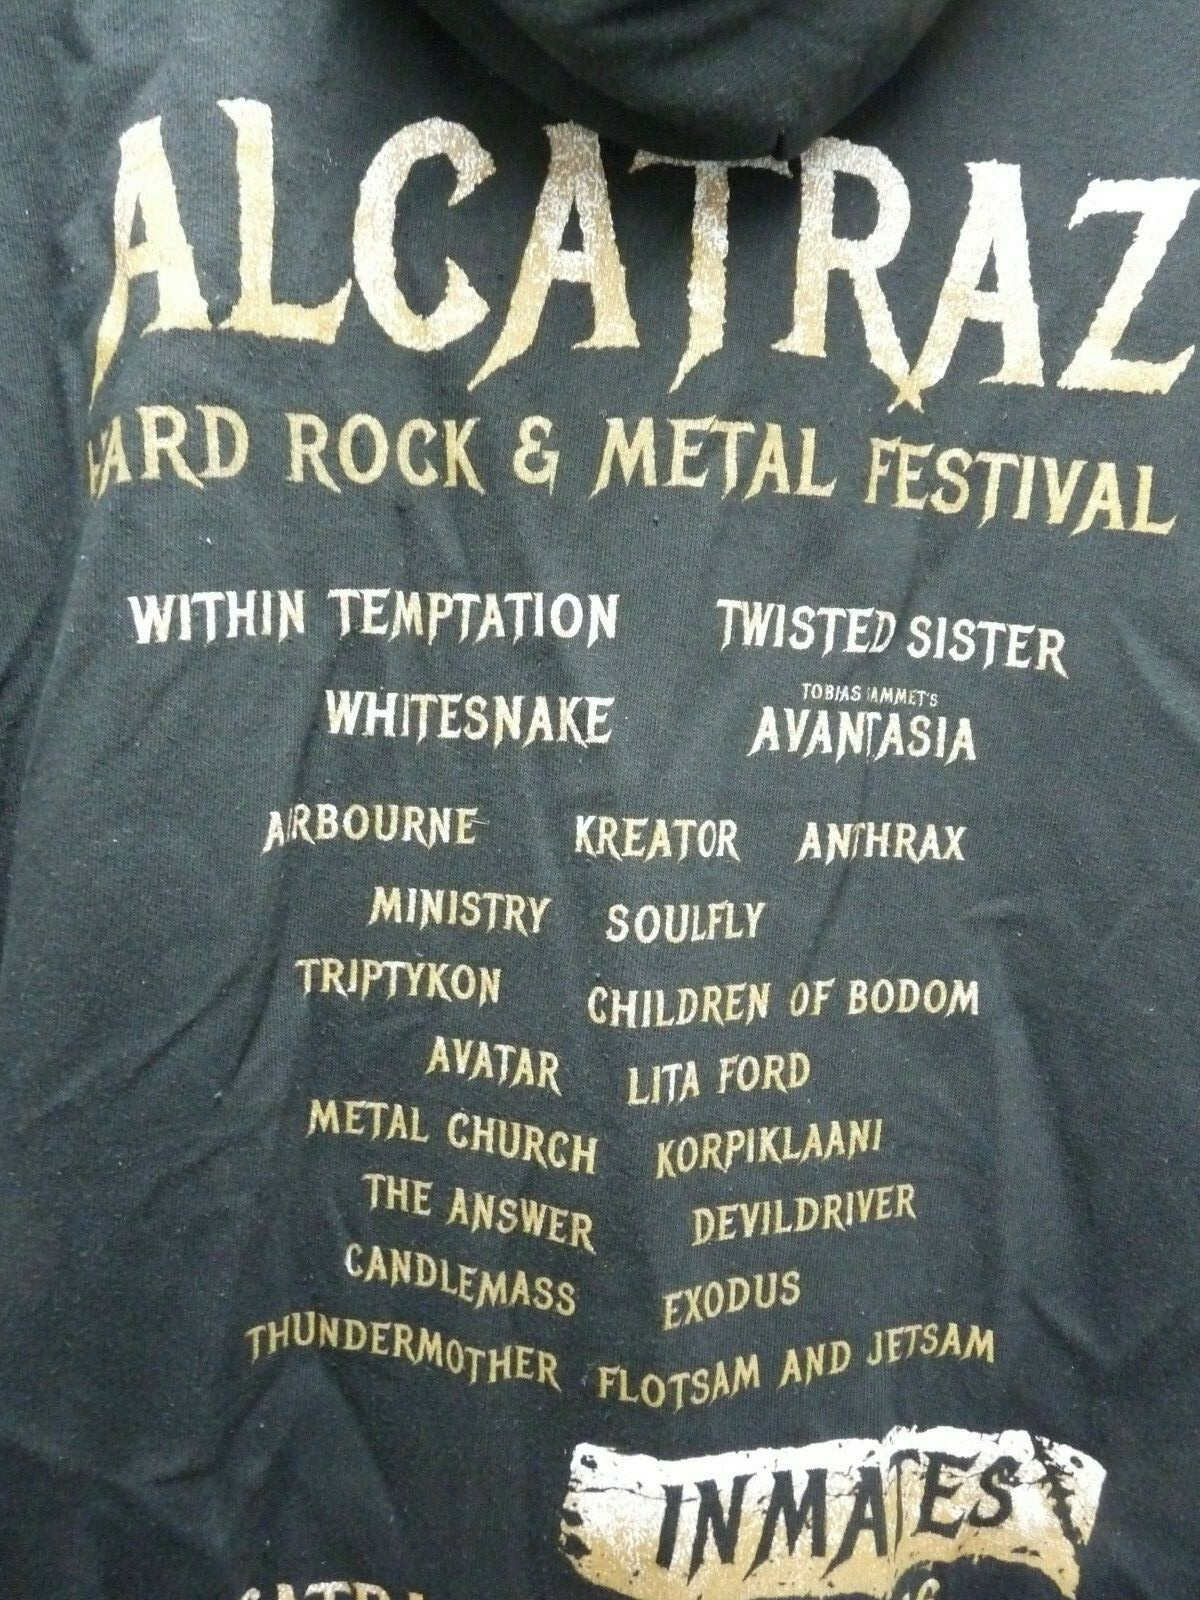 ALCATRAZ
HARD ROCK & METAL FESTIVAL
WITHIN TEMPTATION TWISTED SISTER
WHITESNAKE TOBIAS SAMMET'S AVANTASIA
AIRBOURNE KREATOR ANTHRAX
MINISTRY SOULFLY
TRIPTYKON CHILDREN OF BODOM
AVATAR LITA FORD
METAL CHURCH KORPIKLAANI
THE ANSWER DEVILDRIVER
CANDLEMASS EXODUS
THUNDERMOTHER FLOTSAM AND JETSAM
INMATES